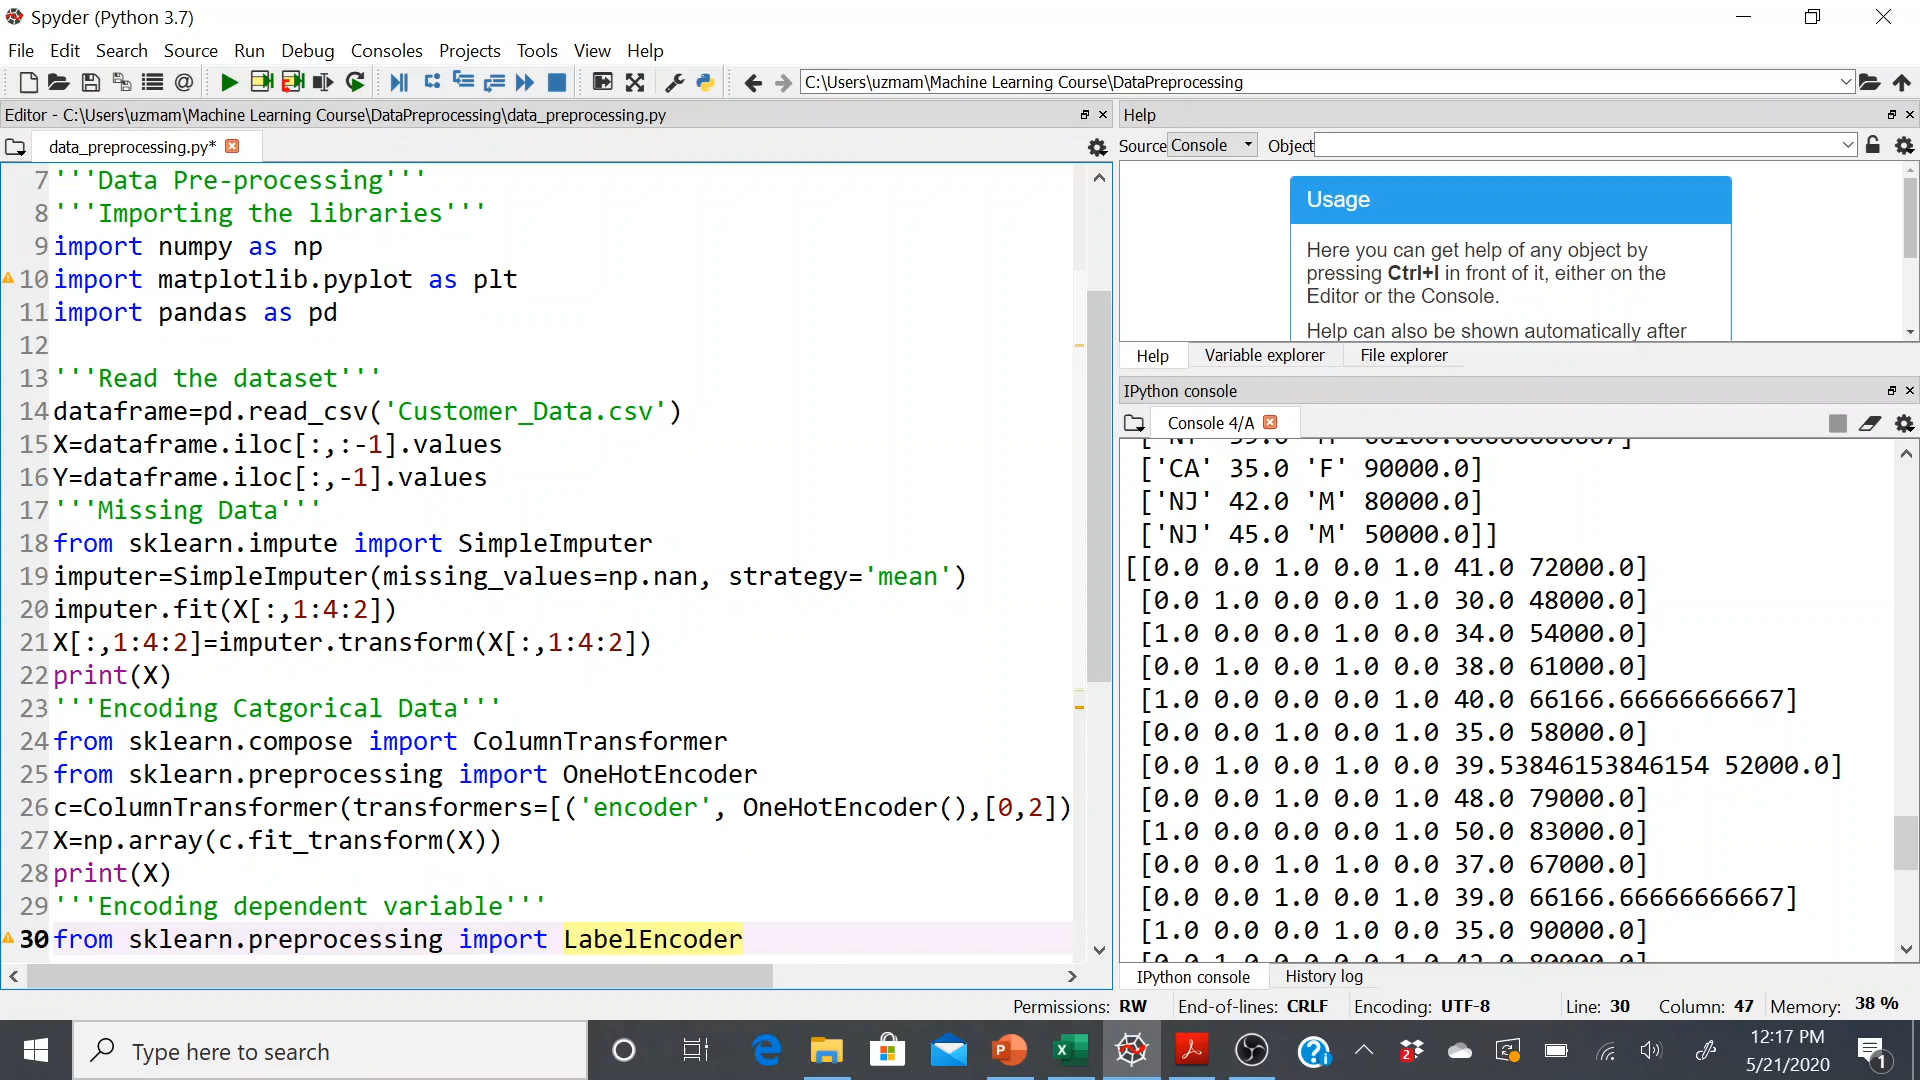 Spyder (Python 3.7)
File Edit Search Source Run Debug Consoles Projects Tools View Help
C:\Users\uzmam\Machine Learning Course\DataPreprocessing
Editor - C:\Users\uzmam\Machine Learning Course\DataPreprocessing\data_preprocessing.py
data_preprocessing.py*
7 '''Data Pre-processing'''
8 '''Importing the libraries'''
9 import numpy as np
10 import matplotlib.pyplot as plt
11 import pandas as pd
12
13 '''Read the dataset'''
14 dataframe=pd.read_csv('Customer_Data.csv')
15 X=dataframe.iloc[:,:-1].values
16 Y=dataframe.iloc[:,-1].values
17 '''Missing Data'''
18 from sklearn.impute import SimpleImputer
19 imputer=SimpleImputer(missing_values=np.nan, strategy='mean')
20 imputer.fit(X[:,1:4:2])
21 X[:,1:4:2]=imputer.transform(X[:,1:4:2])
22 print(X)
23 '''Encoding Catgorical Data'''
24 from sklearn.compose import ColumnTransformer
25 from sklearn.preprocessing import OneHotEncoder
26 c=ColumnTransformer(transformers=[('encoder', OneHotEncoder(),[0,2])
27 X=np.array(c.fit_transform(X))
28 print(X)
29 '''Encoding dependent variable'''
30 from sklearn.preprocessing import LabelEncoder
Help
Source Console Object
Usage
Here you can get help of any object by
pressing Ctrl+I in front of it, either on the
Editor or the Console.
Help can also be shown automatically after
Help Variable explorer File explorer
IPython console
Console 4/A
['CA' 35.0 'F' 90000.0]
['NJ' 42.0 'M' 80000.0]
['NJ' 45.0 'M' 50000.0]]
[[0.0 0.0 1.0 0.0 1.0 41.0 72000.0]
[0.0 1.0 0.0 0.0 1.0 30.0 48000.0]
[1.0 0.0 0.0 1.0 0.0 34.0 54000.0]
[0.0 1.0 0.0 1.0 0.0 38.0 61000.0]
[1.0 0.0 0.0 0.0 1.0 40.0 66166.66666666667]
[0.0 0.0 1.0 0.0 1.0 35.0 58000.0]
[0.0 1.0 0.0 1.0 0.0 39.53846153846154 52000.0]
[0.0 0.0 1.0 0.0 1.0 48.0 79000.0]
[1.0 0.0 0.0 0.0 1.0 50.0 83000.0]
[0.0 0.0 1.0 1.0 0.0 37.0 67000.0]
[0.0 0.0 1.0 0.0 1.0 39.0 66166.66666666667]
[1.0 0.0 0.0 1.0 0.0 35.0 90000.0]
IPython console History log
Permissions: RW End-of-lines: CRLF Encoding: UTF-8 Line: 30 Column: 47 Memory: 38 %
Type here to search
12:17 PM
5/21/2020